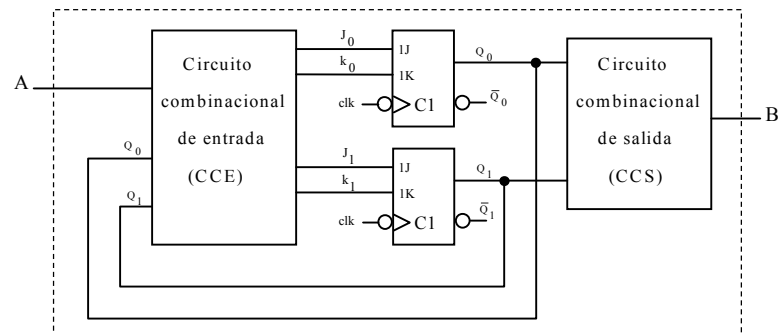 A
Circuito
combinacional
de entrada
(CCE)
Q0
Q1
J0
k0
1J
1K
clk
C1
Q0
Q̅0
J1
k1
1J
1K
clk
C1
Q1
Q̅1
Circuito
combinacional
de salida
(CCS)
B